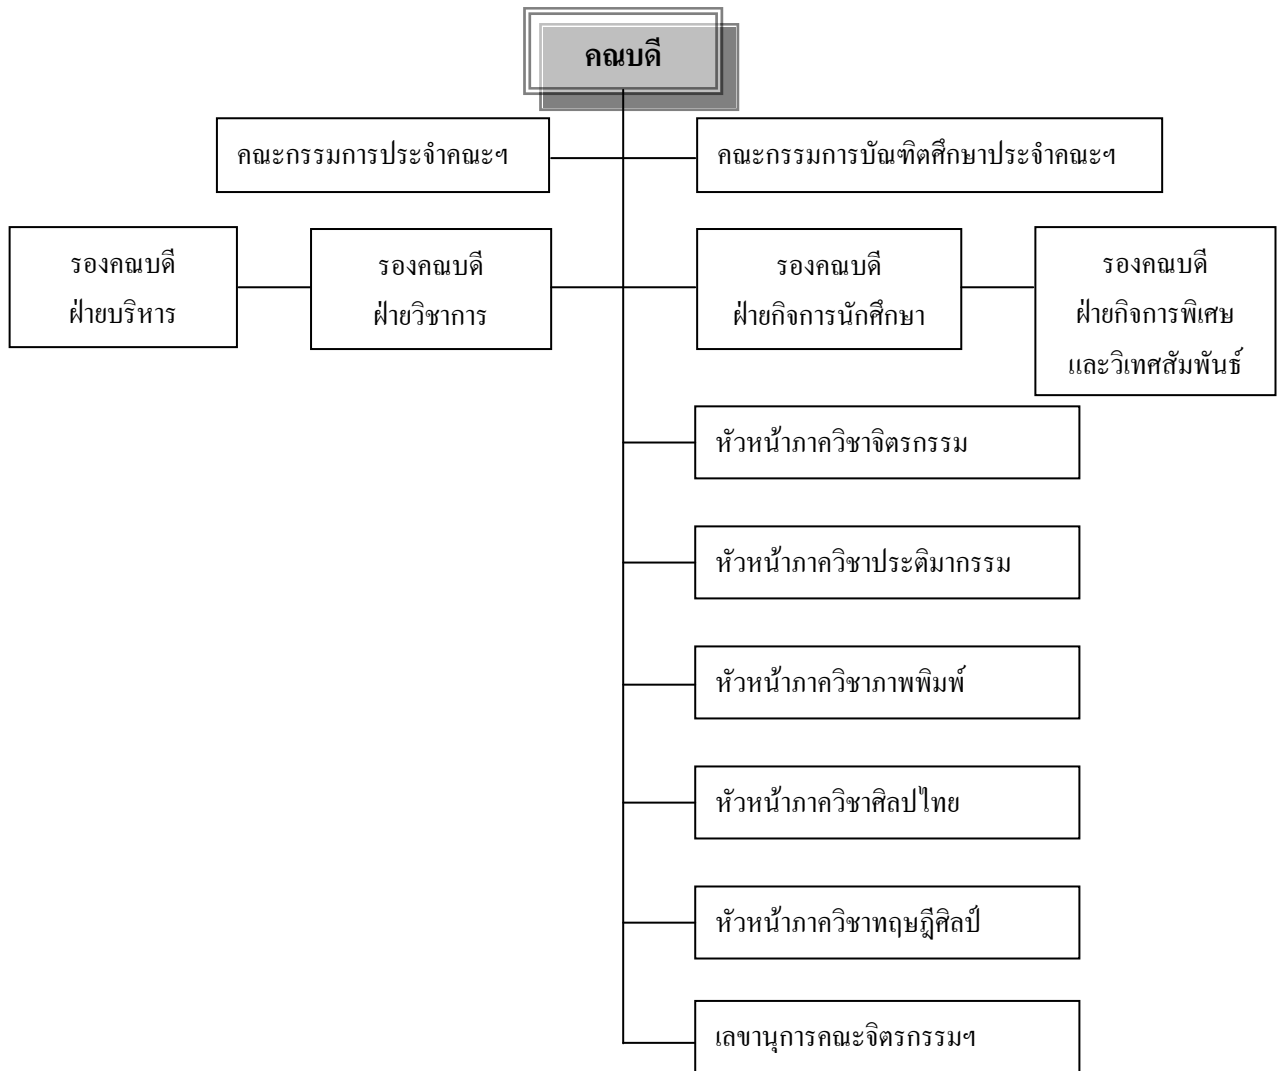 คณบดี
คณะกรรมการประจำคณะฯ
คณะกรรมการบัณฑิตศึกษาประจำคณะฯ
รองคณบดี
ฝ่ายบริหาร
รองคณบดี
ฝ่ายวิชาการ
รองคณบดี
ฝ่ายกิจการนักศึกษา
รองคณบดี
ฝ่ายกิจการพิเศษ
และวิเทศสัมพันธ์
หัวหน้าภาควิชาจิตรกรรม
หัวหน้าภาควิชาประติมากรรม
หัวหน้าภาควิชาภาพพิมพ์
หัวหน้าภาควิชาศิลปไทย
หัวหน้าภาควิชาทฤษฎีศิลป์
เลขานุการคณะจิตรกรรมฯ